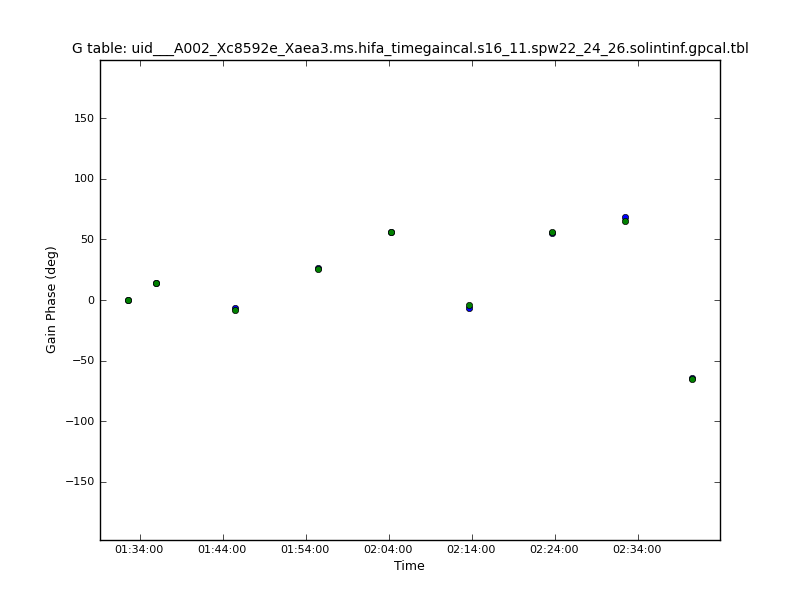 G table: uid___A002_Xc8592e_Xaea3.ms.hifa_timegaincal.s16_11.spw22_24_26.solintinf.gpcal.tbl
150
100
50
0
−50
−100
−150
Gain Phase (deg)
01:34:00 01:44:00 01:54:00 02:04:00 02:14:00 02:24:00 02:34:00
Time